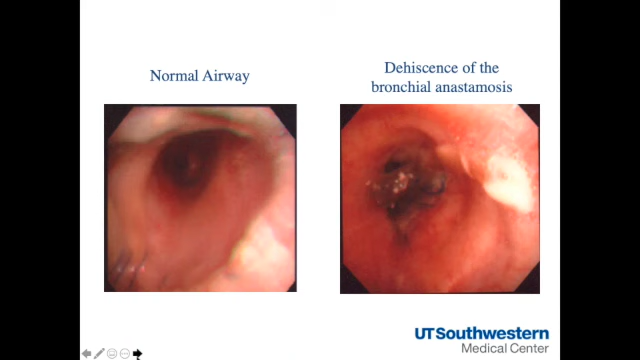 Normal Airway
Dehiscence of the
bronchial anastamosis
UTSouthwestern
Medical Center